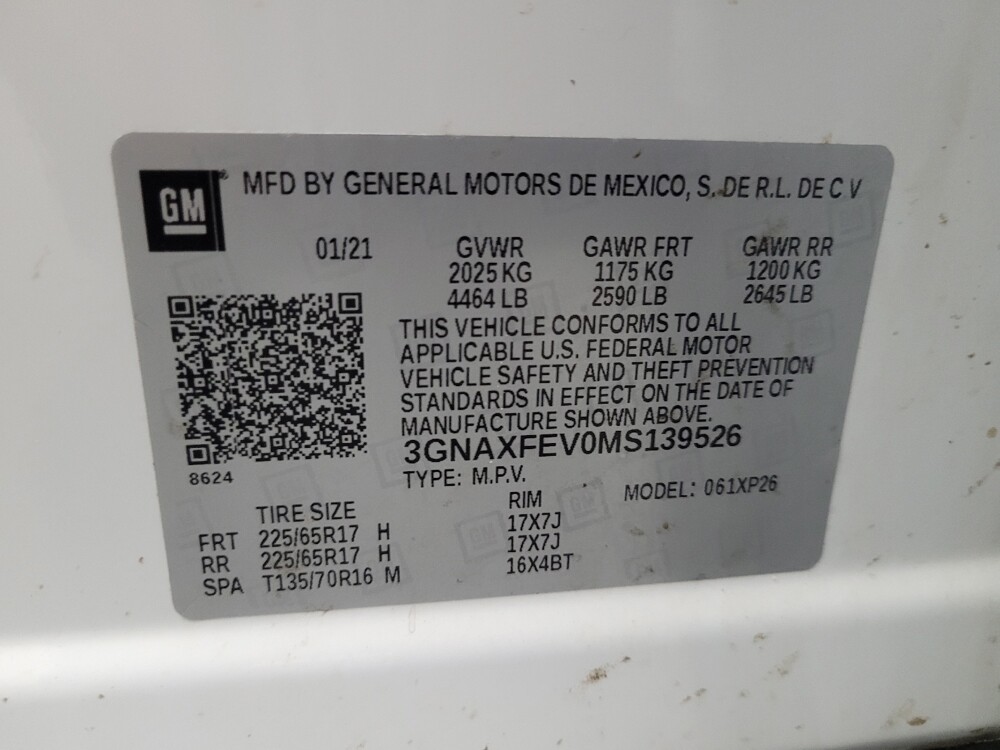 GM MFD BY GENERAL MOTORS DE MEXICO, S. DE R.L. DE C V
01/21 GVWR GAWR FRT GAWR RR
2025 KG 1175 KG 1200 KG
4464 LB 2590 LB 2645 LB
THIS VEHICLE CONFORMS TO ALL
APPLICABLE U.S. FEDERAL MOTOR
VEHICLE SAFETY AND THEFT PREVENTION
STANDARDS IN EFFECT ON THE DATE OF
MANUFACTURE SHOWN ABOVE.
3GNAXFEV0MS139526
8624
TYPE: M.P.V. MODEL: 061XP26
TIRE SIZE RIM
FRT 225/65R17 H 17X7J
RR 225/65R17 H 17X7J
SPA T135/70R16 M 16X4BT